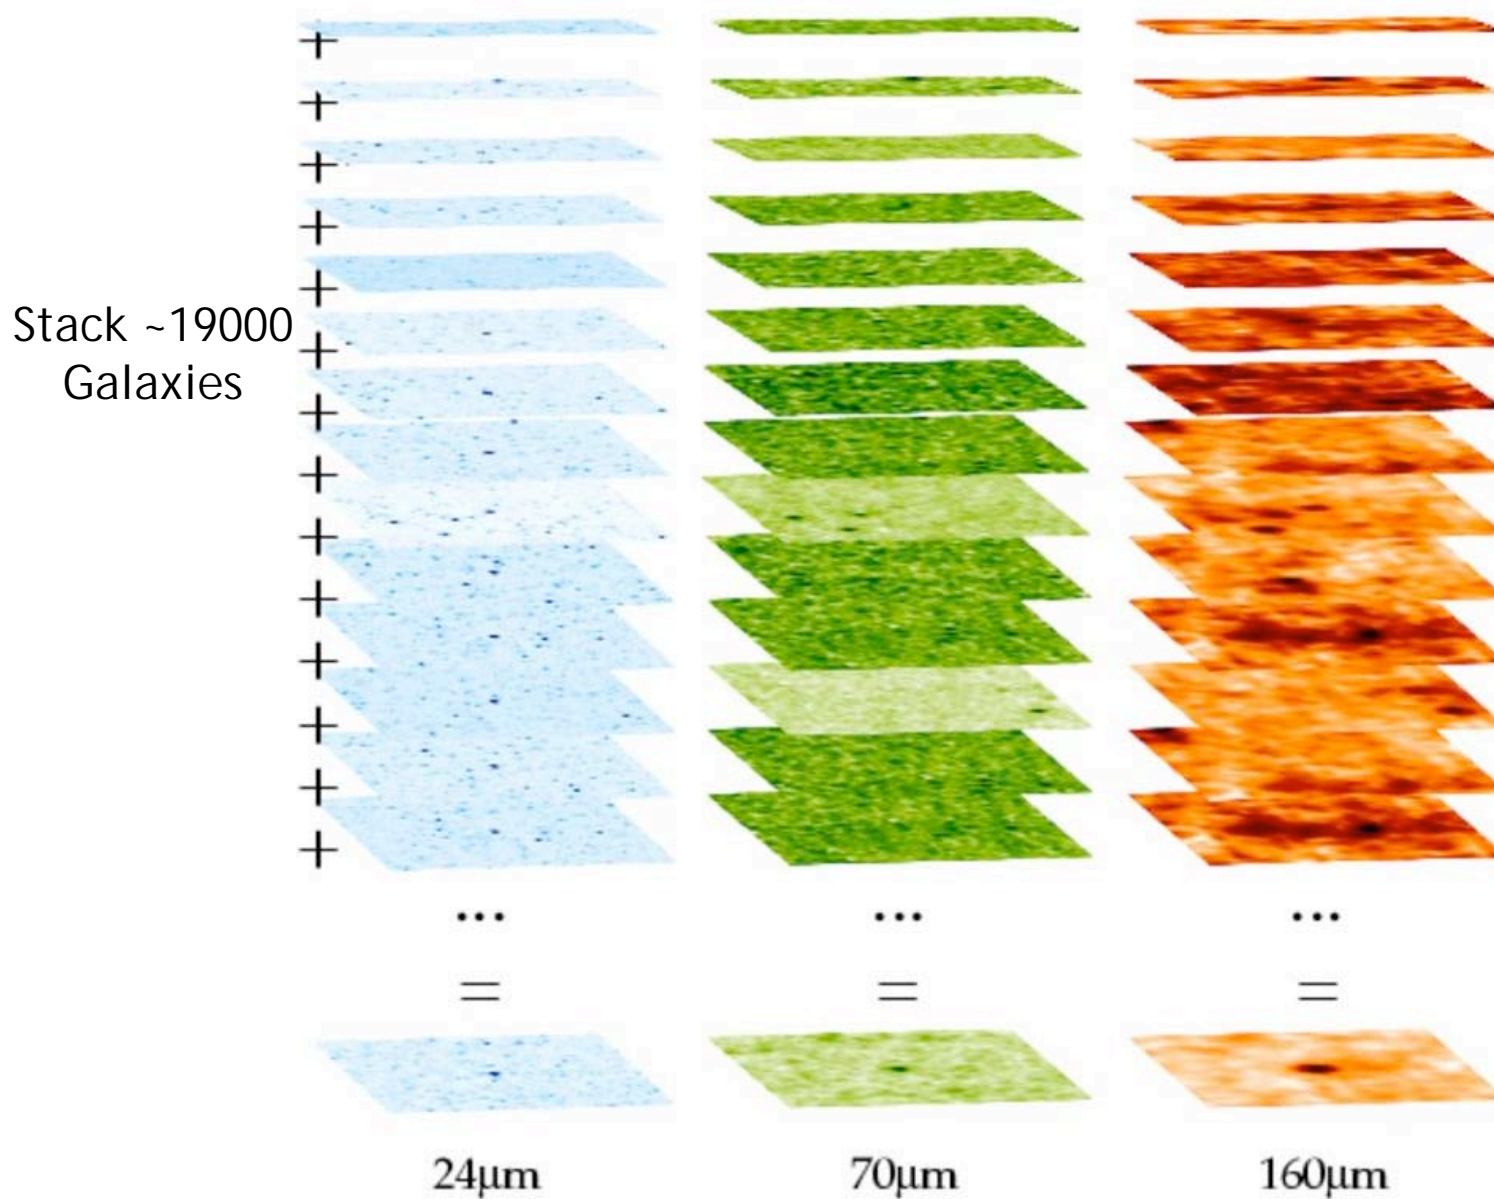 Stack ~19000
Galaxies
+
+
+
+
+
+
+
+
+
+
+
+
+
+
... ... ...
= = =
24μm 70μm 160μm